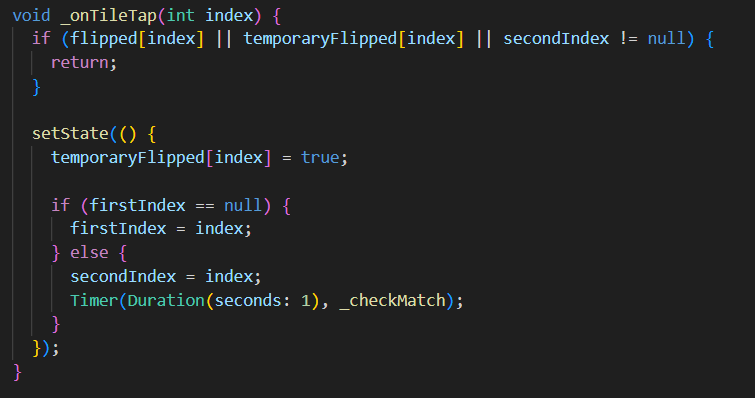 void _onTileTap(int index) {
  if (flipped[index] || temporaryFlipped[index] || secondIndex != null) {
    return;
  }

  setState(() {
    temporaryFlipped[index] = true;

    if (firstIndex == null) {
      firstIndex = index;
    } else {
      secondIndex = index;
      Timer(Duration(seconds: 1), _checkMatch);
    }
  });
}